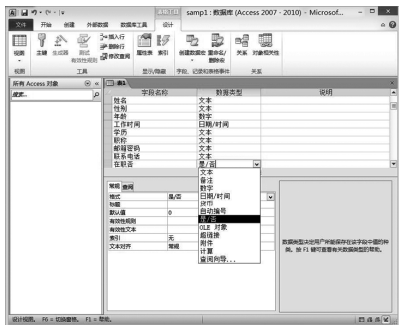 samp1 : 数据库 (Access 2007 - 2010) - Microsof...
文件 开始 创建 外部数据 数据库工具 设计
视图 主键 生成器 测试有效性规则
插入行
删除行
修改查阅
属性表 索引 创建数据宏 重命名/删除宏 关系 对象相关性
视图 工具 显示/隐藏 字段、记录和表格事件 关系
所有 Access 对象
搜索...
表1
字段名称 数据类型 说明
姓名 文本
性别 文本
年龄 数字
工作时间 日期/时间
学历 文本
职称 文本
邮箱密码 文本
联系电话 文本
在职否 是/否
文本
备注
数字
日期/时间
货币
自动编号
是/否
OLE 对象
超链接
附件
计算
查阅向导...
常规 查阅
格式 是/否
标题
默认值 0
有效性规则
有效性文本
索引 无
文本对齐 常规
数据类型决定用户所能保存在该字段中值的种类。按 F1 键可查看有关数据类型的帮助。
设计视图。 F6 = 切换窗格。 F1 = 帮助。